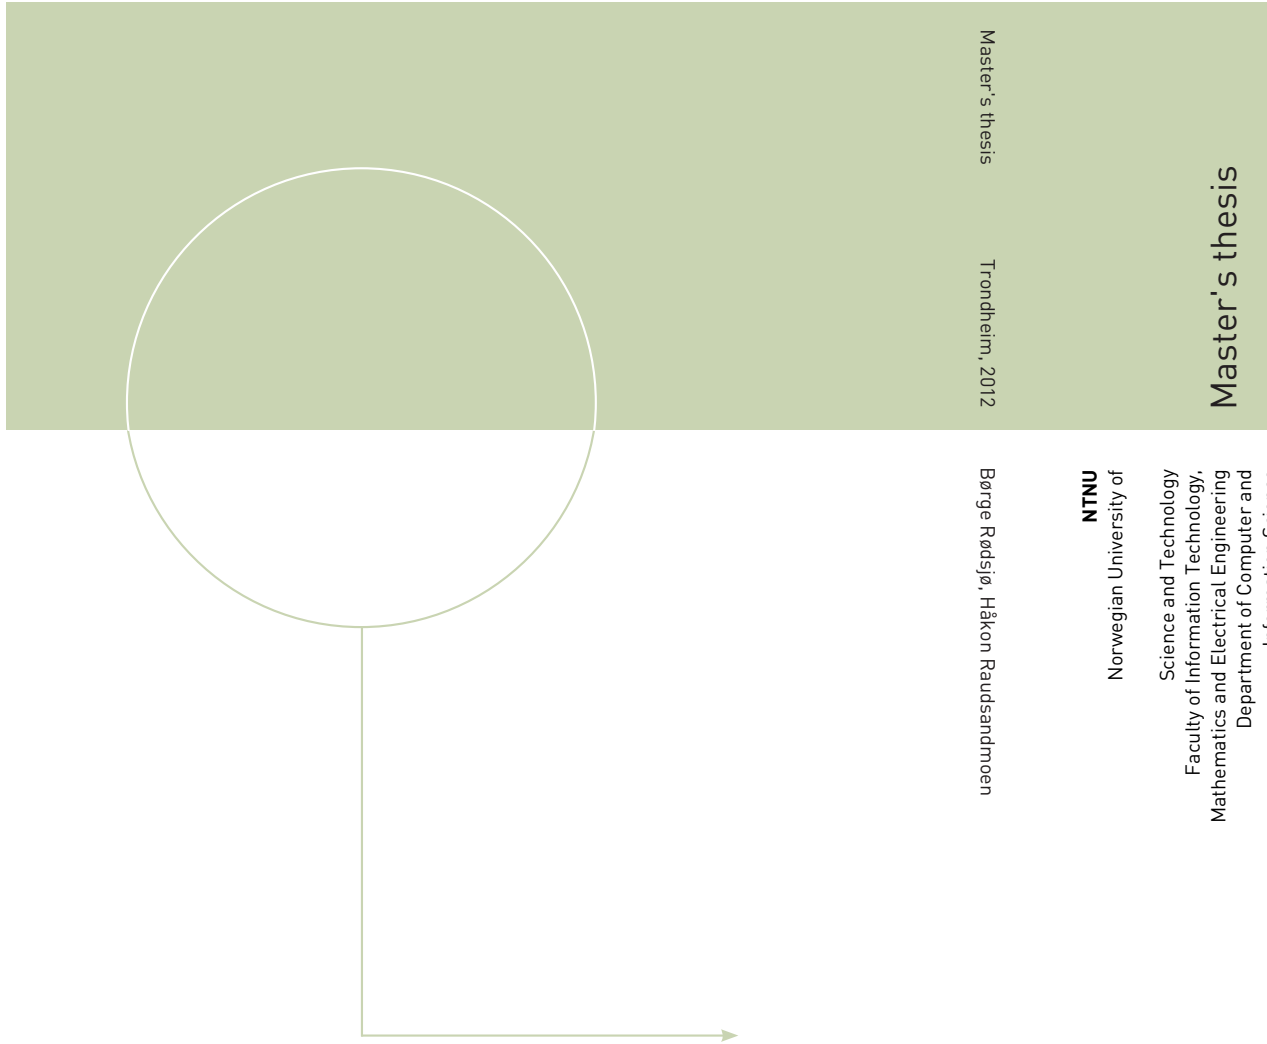 Master's thesis
Trondheim, 2012
Børge Rødsjø, Håkon Raudsandmoen
NTNU
Norwegian University of
Science and Technology
Faculty of Information Technology,
Mathematics and Electrical Engineering
Department of Computer and
Master's thesis